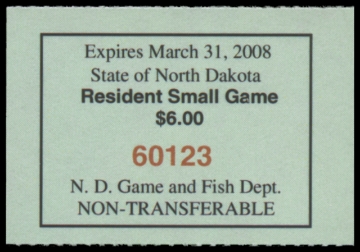 Expires March 31, 2008
State of North Dakota
Resident Small Game
$6.00
60123
N. D. Game and Fish Dept.
NON-TRANSFERABLE